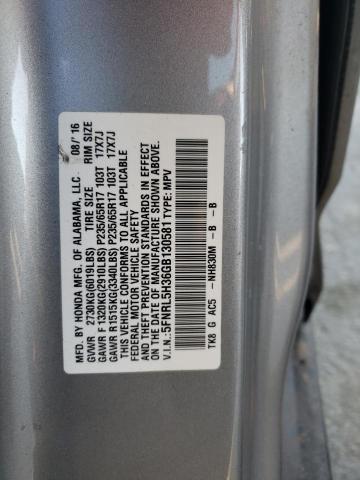 MFD. BY HONDA MFG. OF ALABAMA, LLC. 08/'16
GVWR 2730KG(6019LBS) TIRE SIZE RIM SIZE
GAWR F 1320KG(2910LBS) P235/65R17 103T 17X7J
GAWR R 1515KG(3340LBS) P235/65R17 103T 17X7J
THIS VEHICLE CONFORMS TO ALL APPLICABLE
FEDERAL MOTOR VEHICLE SAFETY, BUMPER,
AND THEFT PREVENTION STANDARDS IN EFFECT
ON THE DATE OF MANUFACTURE SHOWN ABOVE.
V.I.N.:5FNRL5H36GB130581 TYPE: MPV
TK8 G AC5 -NH830M -B -B